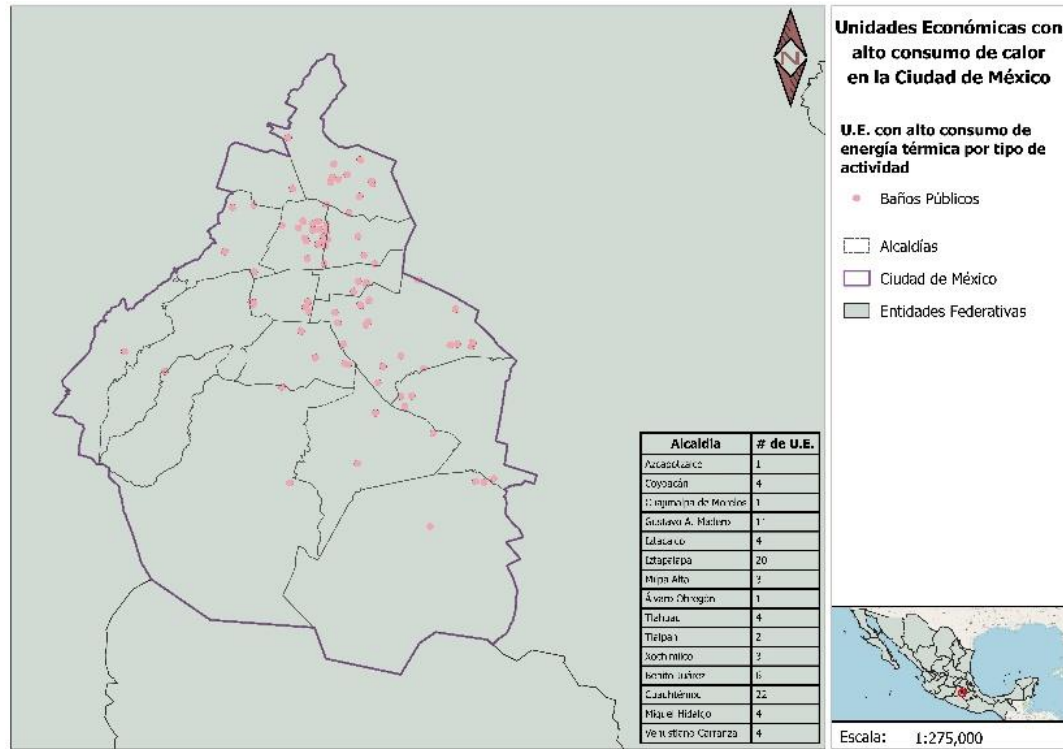 Unidades Económicas con
alto consumo de calor
en la Ciudad de México
U.E. con alto consumo de
energía térmica por tipo de
actividad
Baños Públicos
Alcaldías
Ciudad de México
Entidades Federativas
N
Alcaldia # de U.E.
Azcapotzalco 1
Coyoacán 4
Cuajimalpa de Morelos 1
Gustavo A. Madero 11
Iztacalco 4
Iztapalapa 20
Milpa Alta 3
Álvaro Obregón 1
Tláhuac 4
Tlalpan 2
Xochimilco 3
Benito Juárez 6
Cuauhtémoc 22
Miguel Hidalgo 4
Venustiano Carranza 4
Escala: 1:275,000